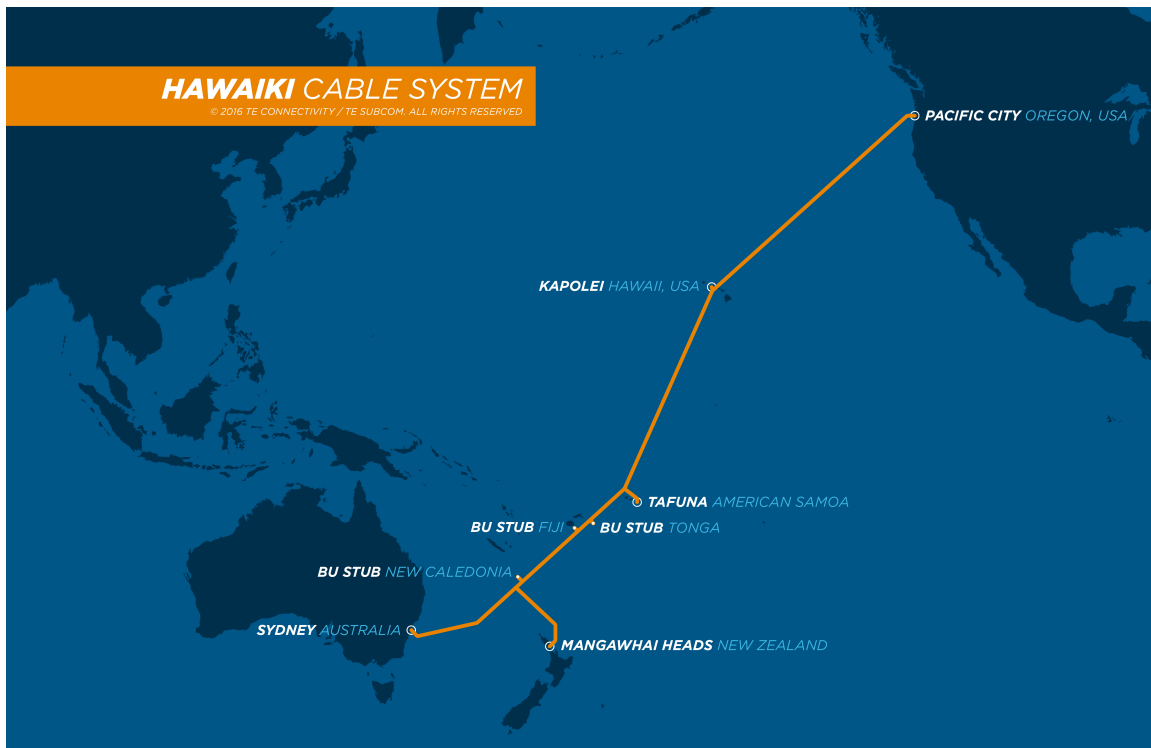 HAWAIKI CABLE SYSTEM
© 2016 TE CONNECTIVITY / TE SUBCOM. ALL RIGHTS RESERVED
PACIFIC CITY OREGON, USA
KAPOLEI HAWAII, USA
TAFUNA AMERICAN SAMOA
BU STUB FIJI
BU STUB TONGA
BU STUB NEW CALEDONIA
SYDNEY AUSTRALIA
MANGAWHAI HEADS NEW ZEALAND